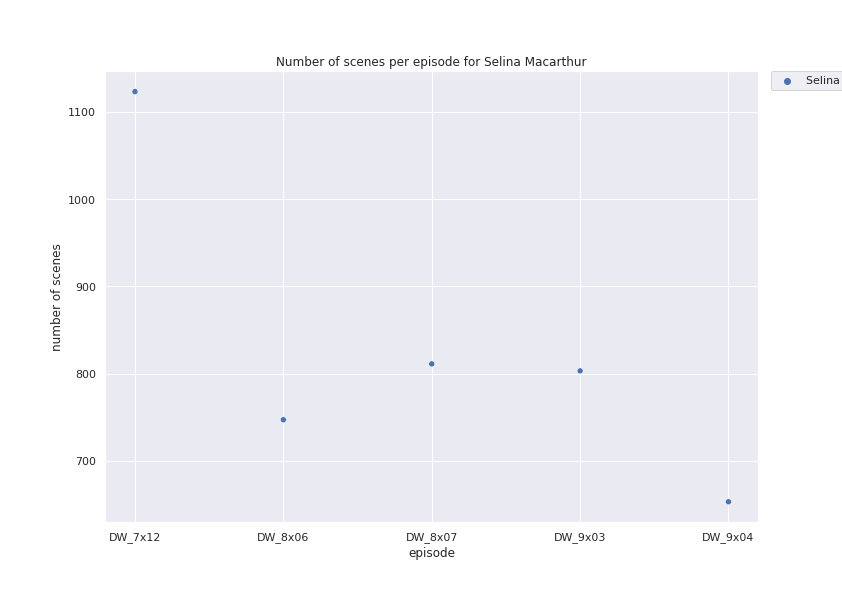 Number of scenes per episode for Selina Macarthur
Selina
1100
1000
900
800
700
number of scenes
DW_7x12 DW_8x06 DW_8x07 DW_9x03 DW_9x04
episode